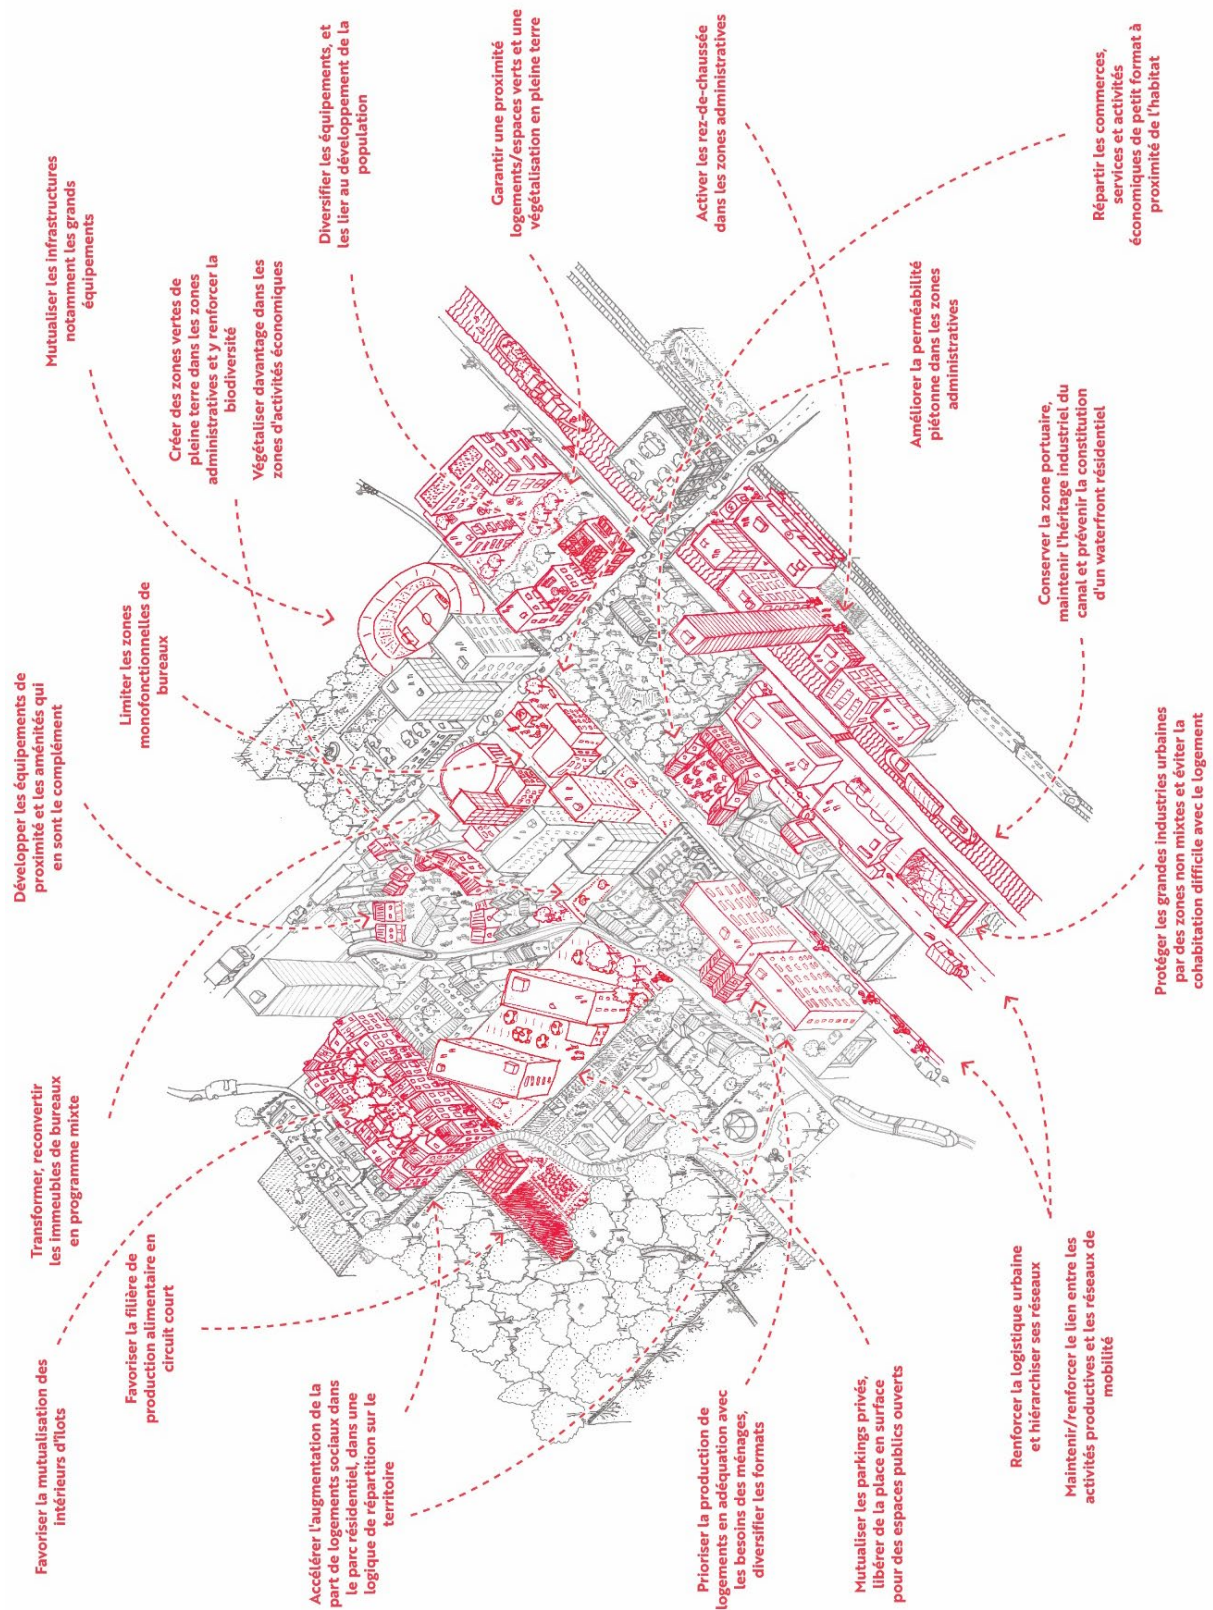 Favoriser la mutualisation des
intérieurs d'îlots
Transformer, reconvertir
les immeubles de bureaux
en programme mixte
Développer les équipements de
proximité et les aménités qui
en sont le complément
Mutualiser les infrastructures
notamment les grands
équipements
Favoriser la filière de
production alimentaire en
circuit court
Limiter les zones
monofonctionnelles de
bureaux
Créer des zones vertes de
pleine terre dans les zones
administratives et y renforcer la
biodiversité
Végétaliser davantage dans les
zones d'activités économiques
Diversifier les équipements, et
les lier au développement de la
population
Accélérer l'augmentation de la
part de logements sociaux dans
le parc résidentiel, dans une
logique de répartition sur le
territoire
Garantir une proximité
logements/espaces verts et une
végétalisation en pleine terre
Activer les rez-de-chaussée
dans les zones administratives
Prioriser la production de
logements en adéquation avec
les besoins des ménages,
diversifier les formats
Mutualiser les parkings privés,
libérer de la place en surface
pour des espaces publics ouverts
Améliorer la perméabilité
piétonne dans les zones
administratives
Renforcer la logistique urbaine
et hiérarchiser ses réseaux
Maintenir/renforcer le lien entre les
activités productives et les réseaux de
mobilité
Conserver la zone portuaire,
maintenir l'héritage industriel du
canal et prévenir la constitution
d'un waterfront résidentiel
Répartir les commerces,
services et activités
économiques de petit format à
proximité de l'habitat
Protéger les grandes industries urbaines
par des zones non mixtes et éviter la
cohabitation difficile avec le logement